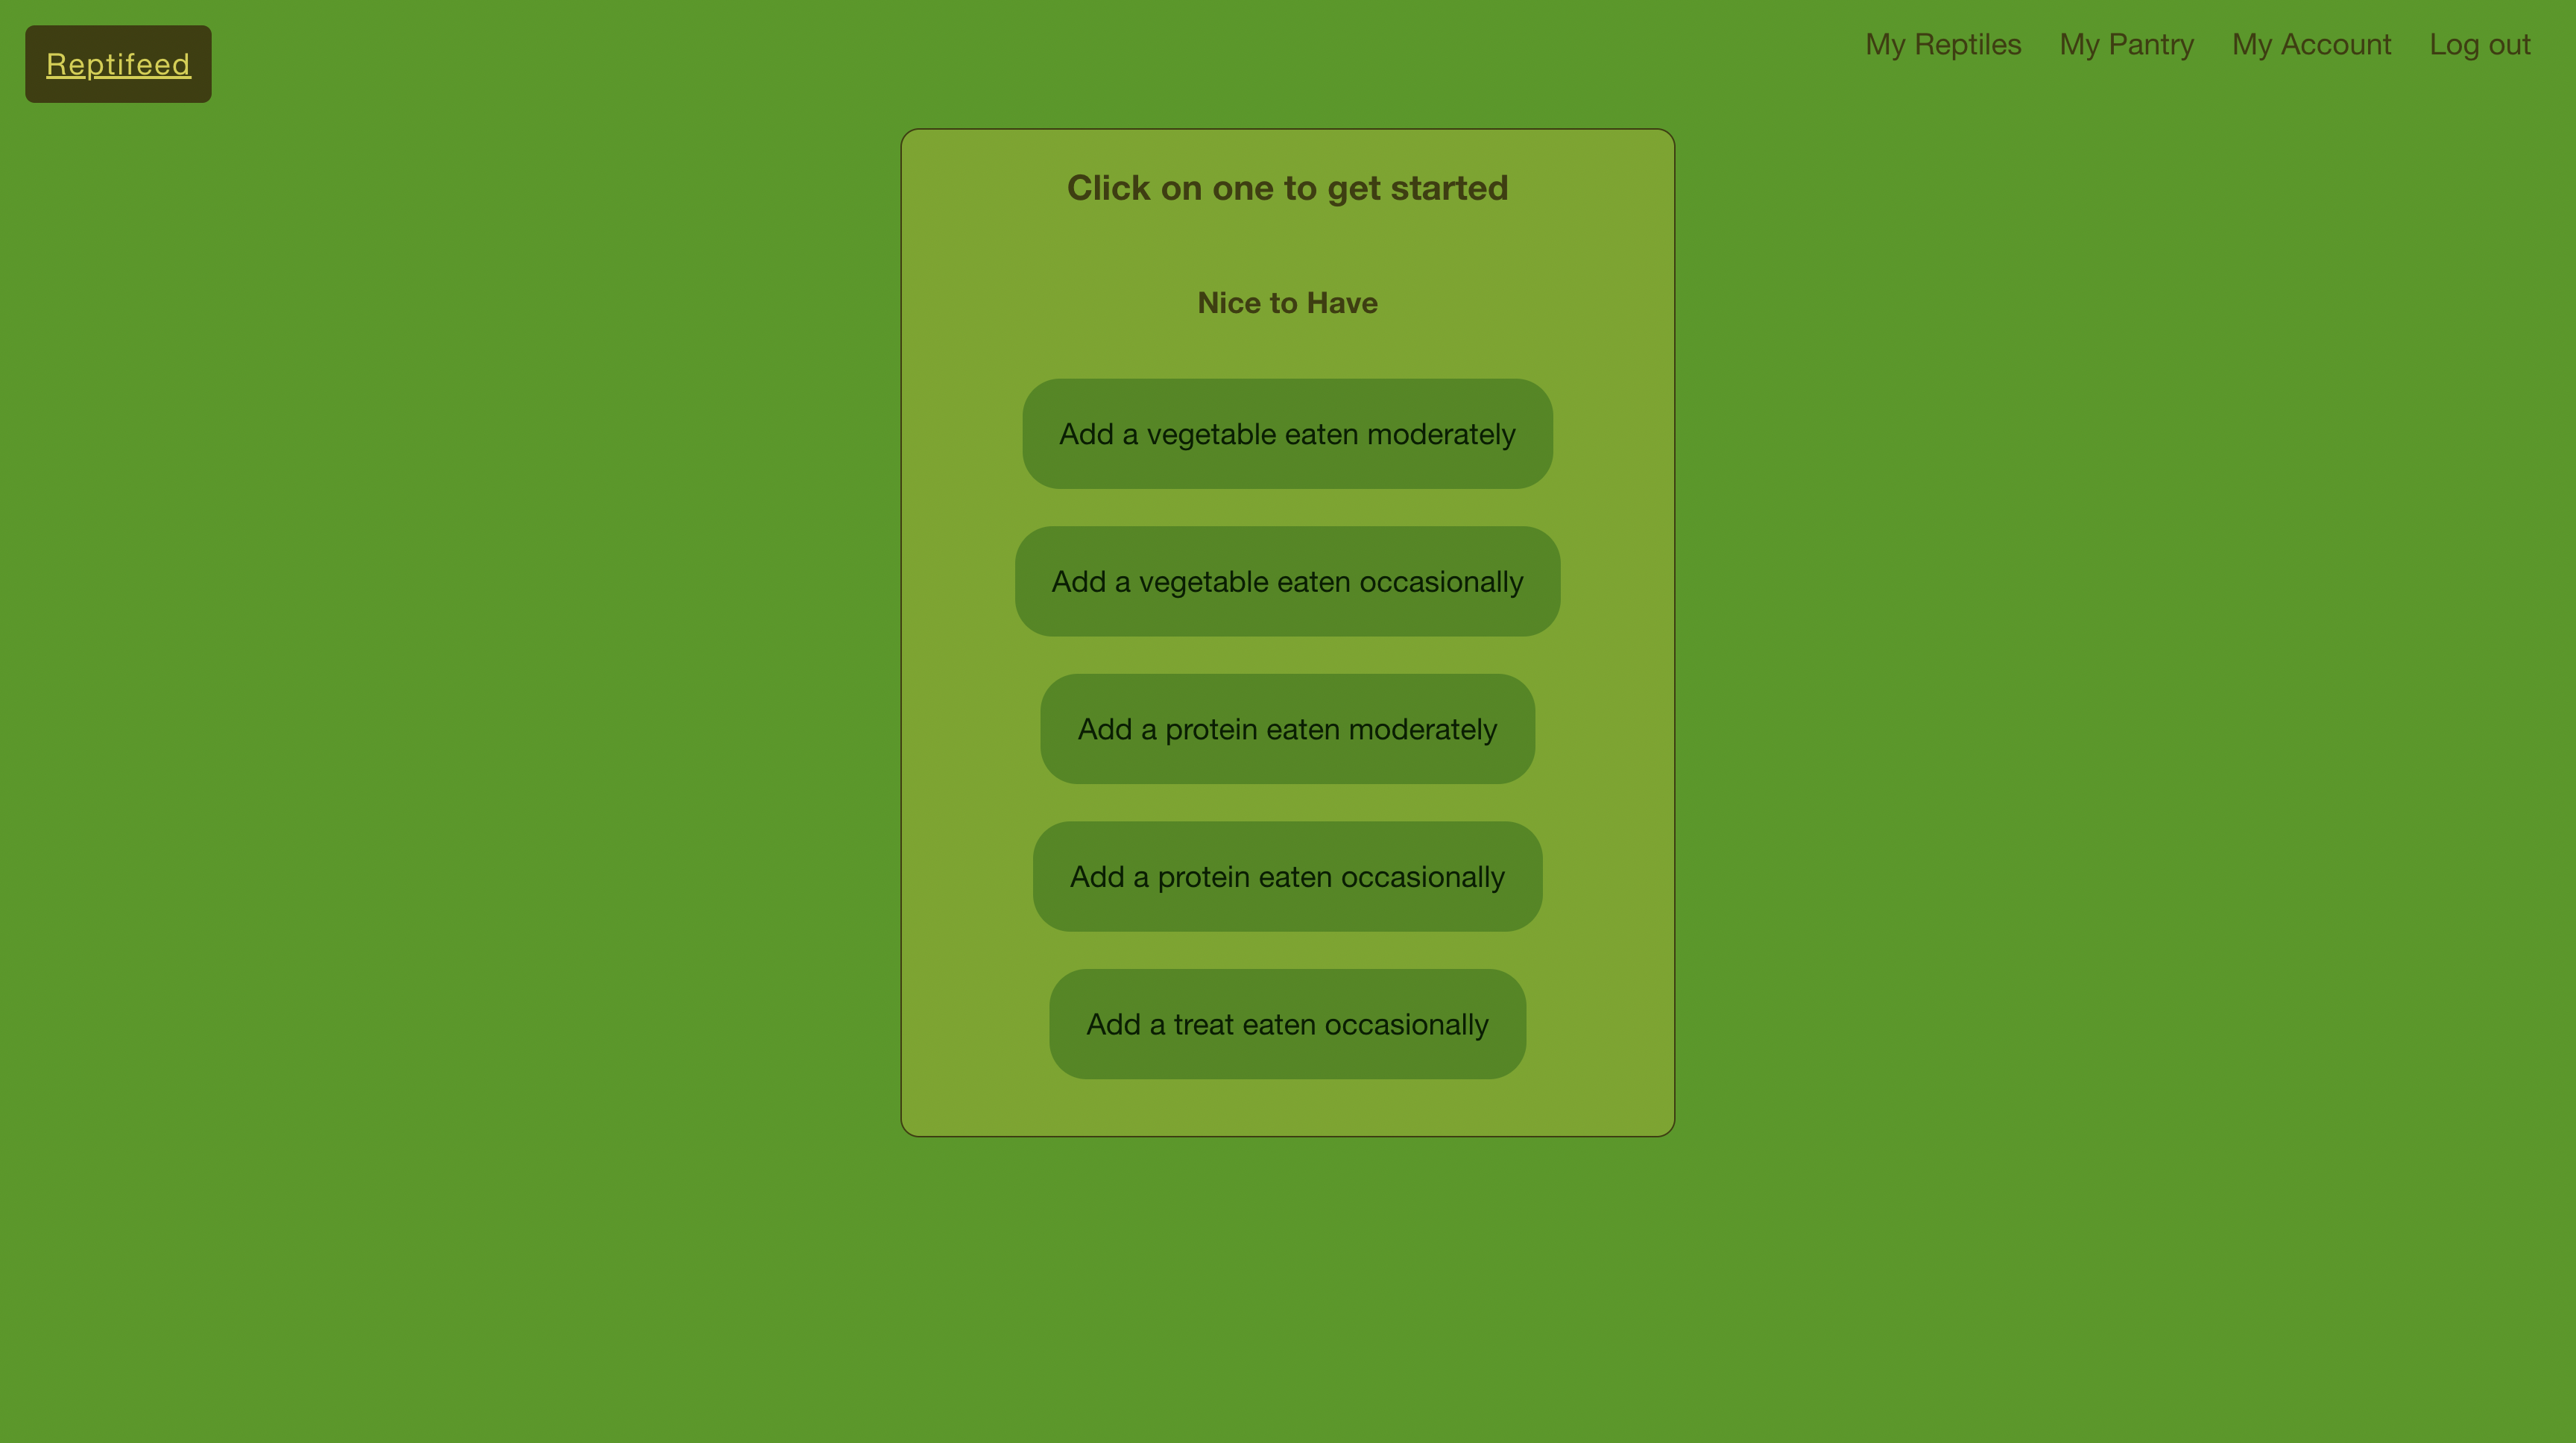 Reptifeed
My Reptiles
My Pantry
My Account
Log out
Click on one to get started
Nice to Have
Add a vegetable eaten moderately
Add a vegetable eaten occasionally
Add a protein eaten moderately
Add a protein eaten occasionally
Add a treat eaten occasionally